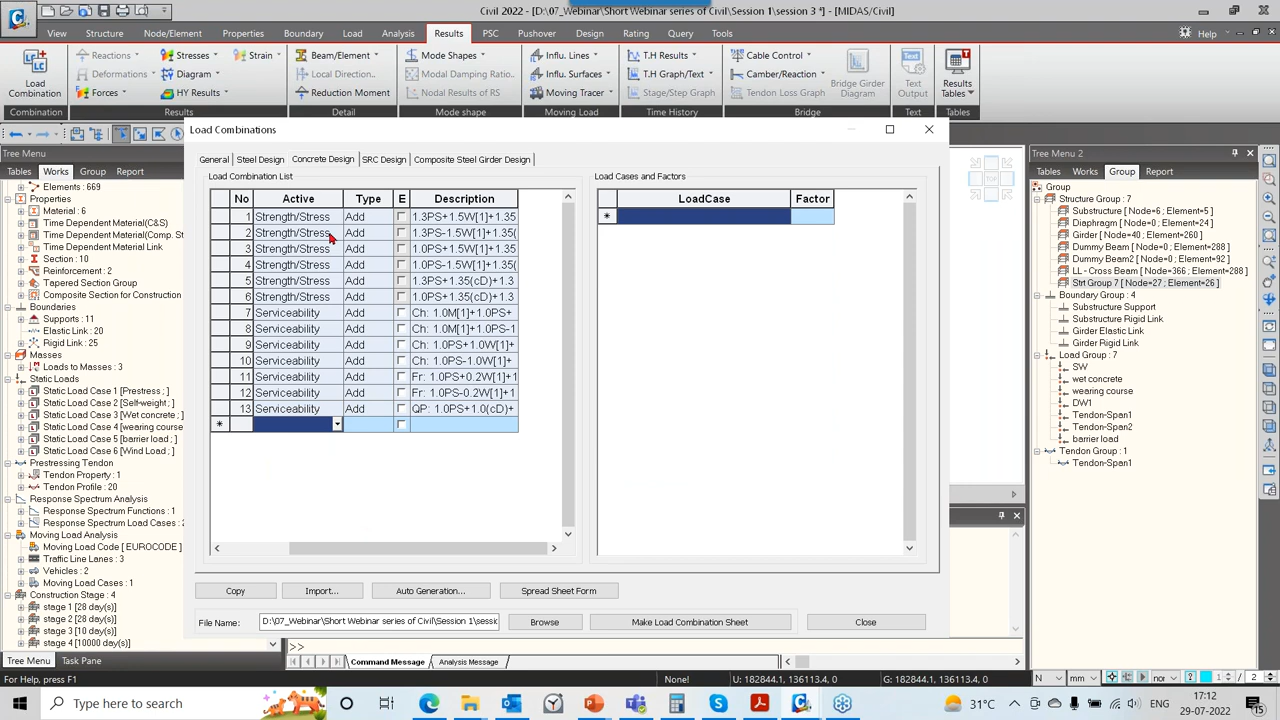 Civil 2022 - [D:\07_Webinar\Short Webinar series of Civil\Session 1\session 3 *] - [MIDAS/Civil]
View Structure Node/Element Properties Boundary Load Analysis Results PSC Pushover Design Rating Query Tools Help
Load Combination
Combination
Reactions
Deformations
Forces
Stresses
Diagram
HY Results
Strain
Results
Beam/Element
Local Direction..
Reduction Moment
Detail
Mode Shapes
Modal Damping Ratio..
Nodal Results of RS
Mode shape
Influ. Lines
Influ. Surfaces
Moving Tracer
Moving Load
T.H Results
T.H Graph/Text
Stage/Step Graph
Time History
Cable Control
Camber/Reaction
Tendon Loss Graph
Bridge Girder Diagram
Bridge
Text Output
Text
Results Tables
Tables
Tree Menu
Tables Works Group Report
Elements : 669
Properties
Material : 6
Time Dependent Material(C&S)
Time Dependent Material(Comp. St
Time Dependent Material Link
Section : 10
Reinforcement : 2
Tapered Section Group
Composite Section for Construction
Boundaries
Supports : 11
Elastic Link : 20
Rigid Link : 25
Masses
Loads to Masses : 3
Static Loads
Static Load Case 1 [Prestress ; ]
Static Load Case 2 [Self-weight ; ]
Static Load Case 3 [Wet concrete ; ]
Static Load Case 4 [wearing course
Static Load Case 5 [barrier load ; ]
Static Load Case 6 [Wind Load ; ]
Prestressing Tendon
Tendon Property : 1
Tendon Profile : 20
Response Spectrum Analysis
Response Spectrum Functions : 1
Response Spectrum Load Cases : 2
Moving Load Analysis
Moving Load Code [ EUROCODE ]
Traffic Line Lanes : 3
Vehicles : 2
Moving Load Cases : 1
Construction Stage : 4
stage 1 [28 day(s)]
stage 2 [28 day(s)]
stage 3 [10 day(s)]
stage 4 [10000 day(s)]
Tree Menu Task Pane
Load Combinations
General Steel Design Concrete Design SRC Design Composite Steel Girder Design
Load Combination List
No Active Type E Description
1 Strength/Stress Add 1.3PS+1.5W[1]+1.35
2 Strength/Stress Add 1.3PS-1.5W[1]+1.35(
3 Strength/Stress Add 1.0PS+1.5W[1]+1.35
4 Strength/Stress Add 1.0PS-1.5W[1]+1.35(
5 Strength/Stress Add 1.3PS+1.35(cD)+1.3
6 Strength/Stress Add 1.0PS+1.35(cD)+1.3
7 Serviceability Add Ch: 1.0M[1]+1.0PS+
8 Serviceability Add Ch: 1.0M[1]+1.0PS-1
9 Serviceability Add Ch: 1.0PS+1.0W[1]+
10 Serviceability Add Ch: 1.0PS-1.0W[1]+
11 Serviceability Add Fr: 1.0PS+0.2W[1]+1
12 Serviceability Add Fr: 1.0PS-0.2W[1]+1
13 Serviceability Add QP: 1.0PS+1.0(cD)+
*
Load Cases and Factors
LoadCase Factor
*
Copy Import... Auto Generation... Spread Sheet Form
File Name: D:\07_Webinar\Short Webinar series of Civil\Session 1\sessi Browse Make Load Combination Sheet Close
>>
Command Message Analysis Message
TOP
Tree Menu 2
Tables Works Group Report
Group
Structure Group : 7
Substructure [Node=6 ; Element=5 ]
Diaphragm [ Node=0 ; Element=24 ]
Girder [ Node=40 ; Element=260 ]
Dummy Beam [ Node=0 ; Element=
Dummy Beam2 [ Node=0 ; Element=
LL - Cross Beam [ Node=366 ; Element=288 ]
Strt Group 7 [ Node=27 ; Element=26 ]
Boundary Group : 4
Substructure Support
Substructure Rigid Link
Girder Elastic Link
Girder Rigid Link
Load Group : 7
SW
wet concrete
wearing course
DW1
Tendon-Span1
Tendon-Span2
barrier load
Tendon Group : 1
Tendon-Span1
For Help, press F1 None! U: 182844.1, 136113.4, 0 G: 182844.1, 136113.4, 0 N mm nor 1 / 2
Type here to search 31°C 17:12
29-07-2022
15